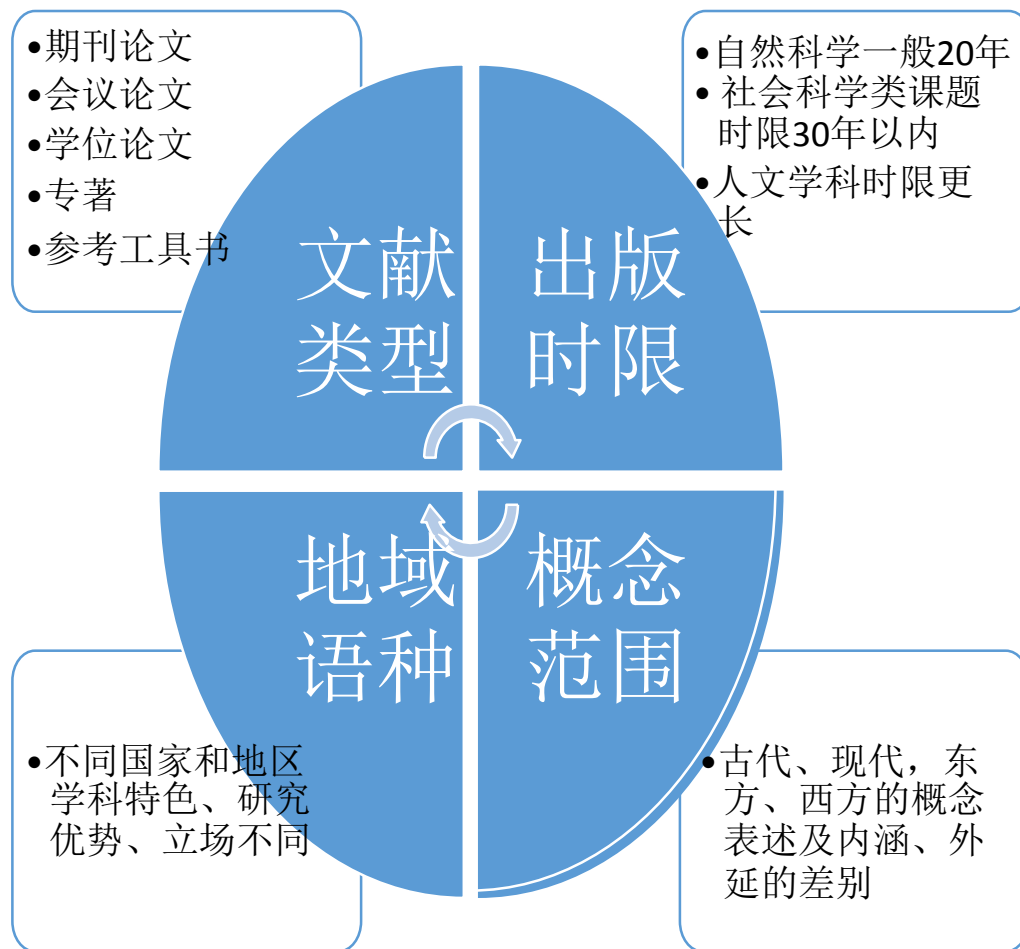 •期刊论文
•会议论文
•学位论文
•专著
•参考工具书
•自然科学一般20年
•社会科学类课题
时限30年以内
•人文学科时限更
长
文献
类型
出版
时限
地域
语种
概念
范围
•不同国家和地区
学科特色、研究
优势、立场不同
•古代、现代，东
方、西方的概念
表述及内涵、外
延的差别